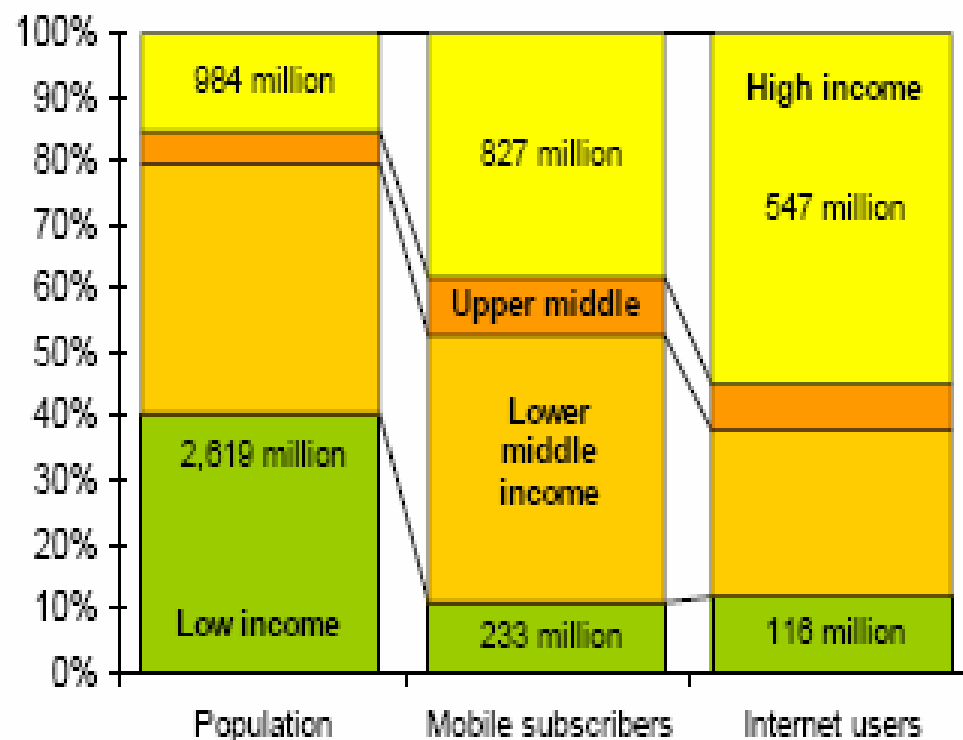 100%
90%
80%
70%
60%
50%
40%
30%
20%
10%
0%
984 million
2,619 million
Low income
827 million
Upper middle
Lower
middle
income
233 million
High income
547 million
116 million
Population
Mobile subscribers
Internet users